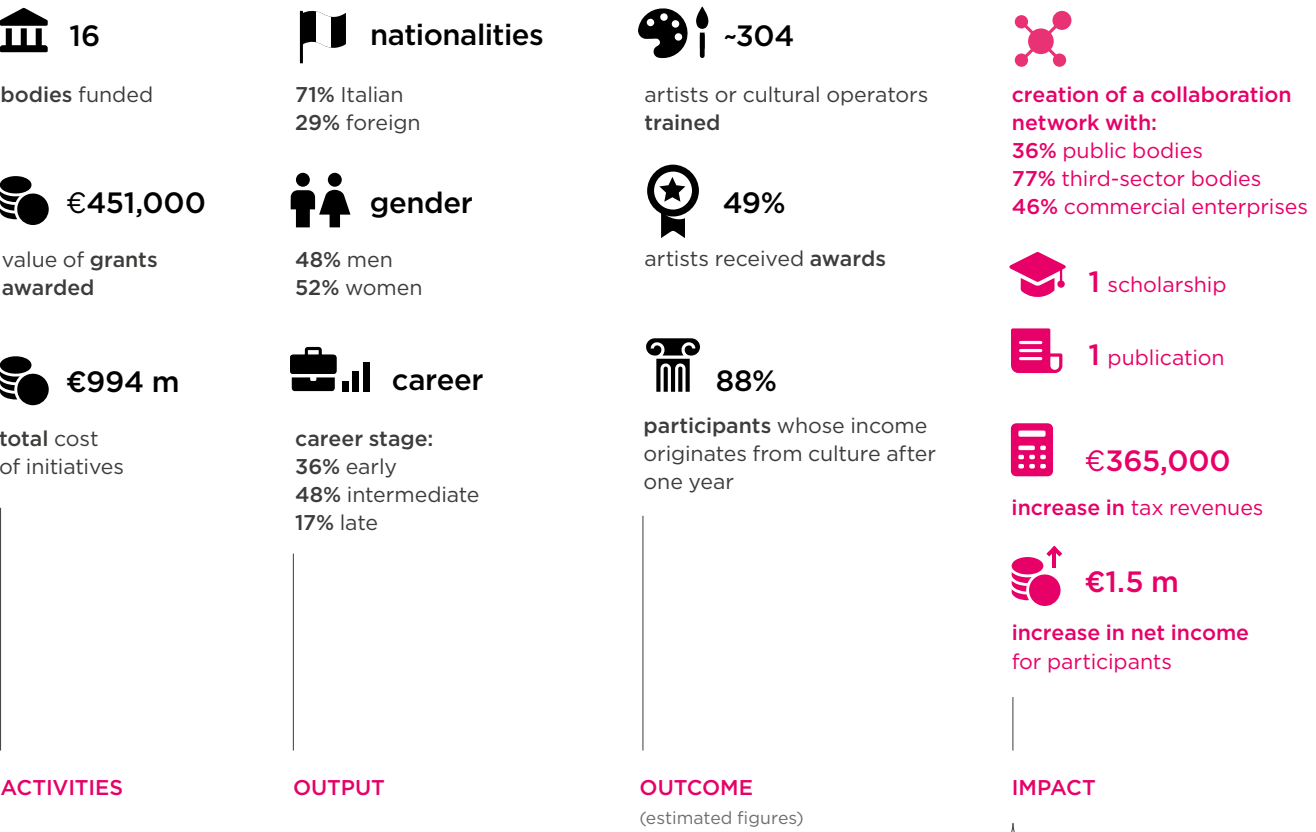 16
bodies funded
€451,000
value of grants
awarded
€994 m
total cost
of initiatives
ACTIVITIES
nationalities
71% Italian
29% foreign
gender
48% men
52% women
career
career stage:
36% early
48% intermediate
17% late
OUTPUT
~304
artists or cultural operators
trained
49%
artists received awards
88%
participants whose income
originates from culture after
one year
OUTCOME
(estimated figures)
creation of a collaboration
network with:
36% public bodies
77% third-sector bodies
46% commercial enterprises
1 scholarship
1 publication
€365,000
increase in tax revenues
€1.5 m
increase in net income
for participants
IMPACT